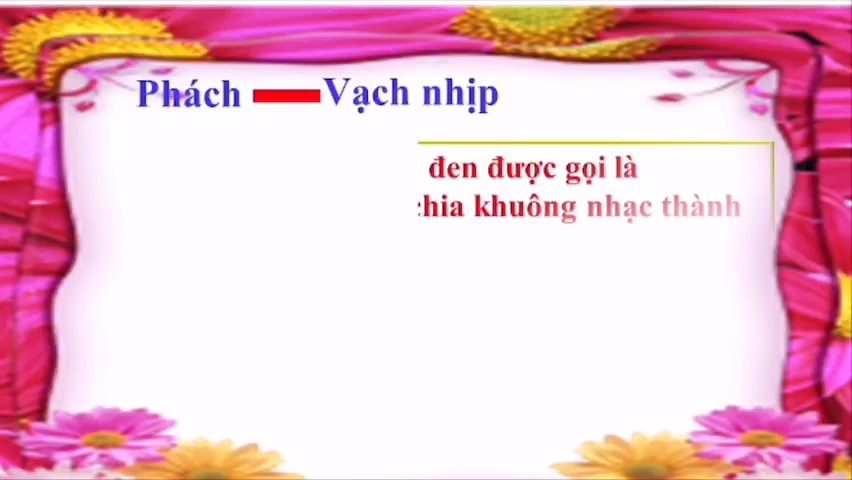 Phách — Vạch nhịp
đen được gọi là
chia khuông nhạc thành